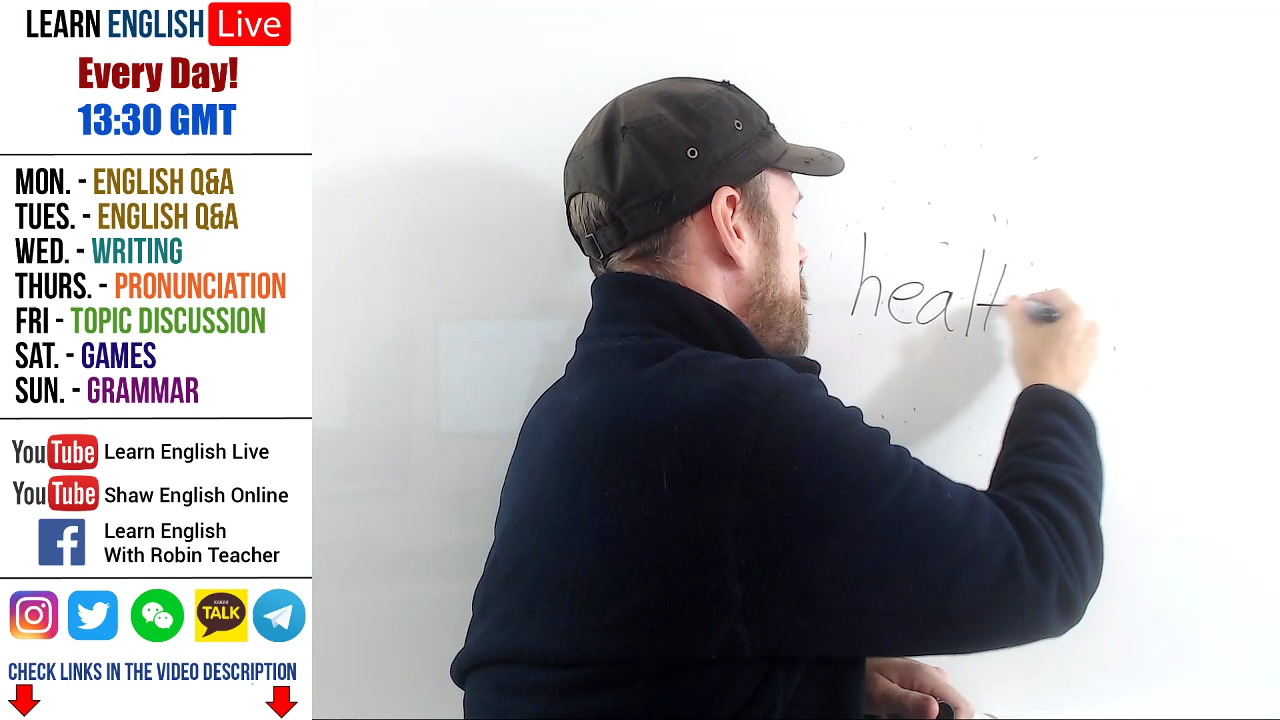 LEARN ENGLISH Live
Every Day!
13:30 GMT
MON. - ENGLISH Q&A
TUES. - ENGLISH Q&A
WED. - WRITING
THURS. - PRONUNCIATION
FRI - TOPIC DISCUSSION
SAT. - GAMES
SUN. - GRAMMAR
YouTube Learn English Live
YouTube Shaw English Online
f Learn English
With Robin Teacher
KAKAO
TALK
CHECK LINKS IN THE VIDEO DESCRIPTION
healt